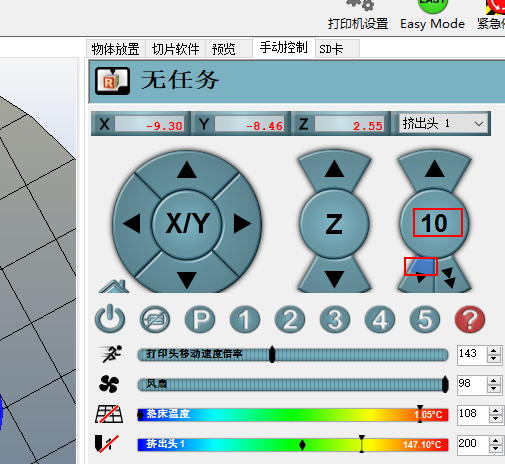 EASY
打印机设置 Easy Mode 紧急
物体放置 切片软件 预览 手动控制 SD卡
R
无任务
X -9.30 Y -8.46 Z 2.55 挤出头 1
X/Y Z 10
P 1 2 3 4 5 ?
打印头移动速度倍率 143
风扇 98
热床温度 1.05°C 108
挤出头1 147.10°C 200